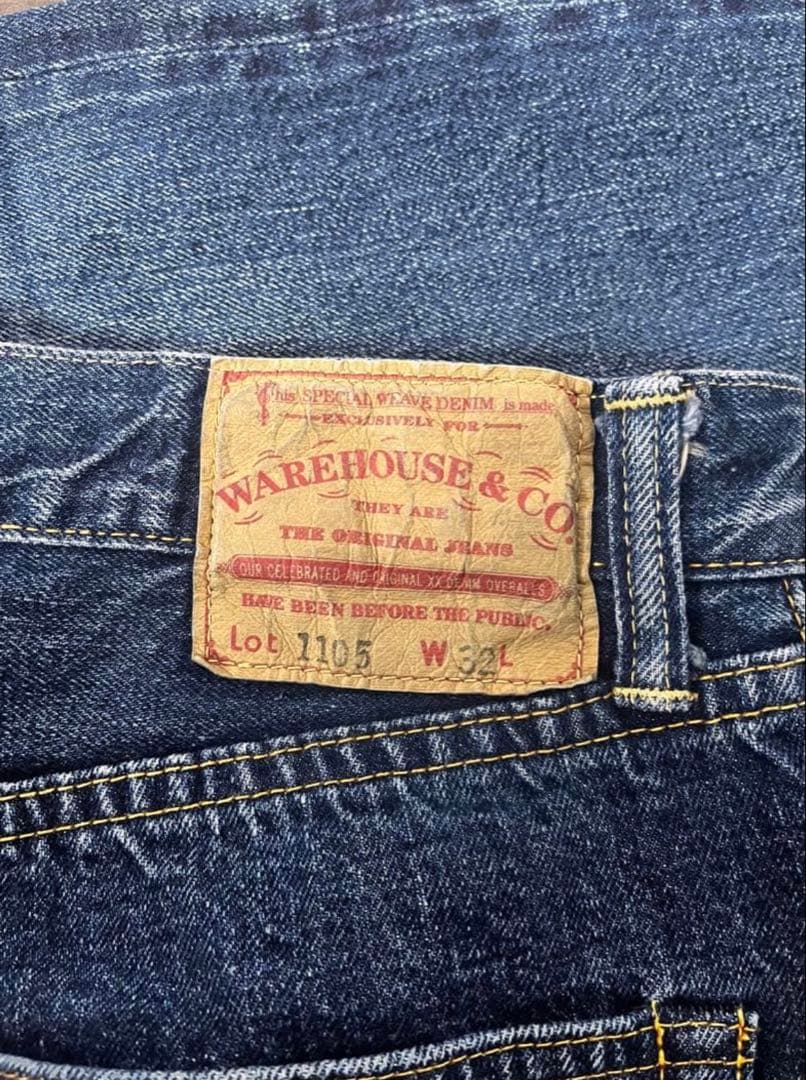 This SPECIAL WEAVE DENIM is made
EXCLUSIVELY FOR
WAREHOUSE & CO.
THEY ARE
THE ORIGINAL JEANS
OUR CELEBRATED AND ORIGINAL XX DENIM OVERALLS
HAVE BEEN BEFORE THE PUBLIC.
Lot 1105 W 32 L